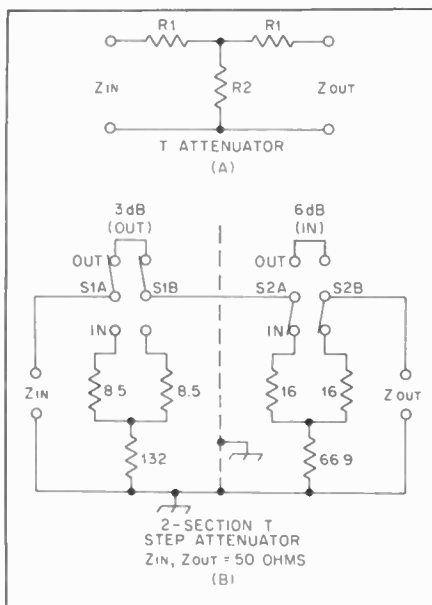 R1 R1
ZIN R2 ZOUT
T ATTENUATOR
(A)
3dB 6dB
(OUT) (IN)
OUT OUT
S1A S1B S2A S2B
IN IN
ZIN 8.5 8.5 16 16 ZOUT
132 66.9
2-SECTION T
STEP ATTENUATOR
ZIN, ZOUT = 50 OHMS
(B)